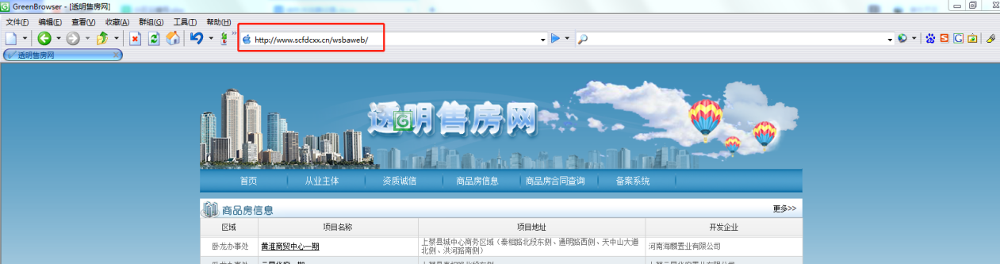 GreenBrowser - [透明售房网]
文件(F) 编辑(E) 查看(V) 收藏(A) 群组(G) 工具(T) 帮助(H)
http://www.scfdcxx.cn/wsbaweb/
透明售房网
透明售房网
首页 从业主体 资质诚信 商品房信息 商品房合同查询 备案系统
商品房信息 更多>>
区域 项目名称 项目地址 开发企业
卧龙办事处 黄淮商贸中心一期 上蔡县城中心商务区域（秦相路北段东侧、通明路西侧、天中山大道北侧、洪河路南侧） 河南海麟置业有限公司